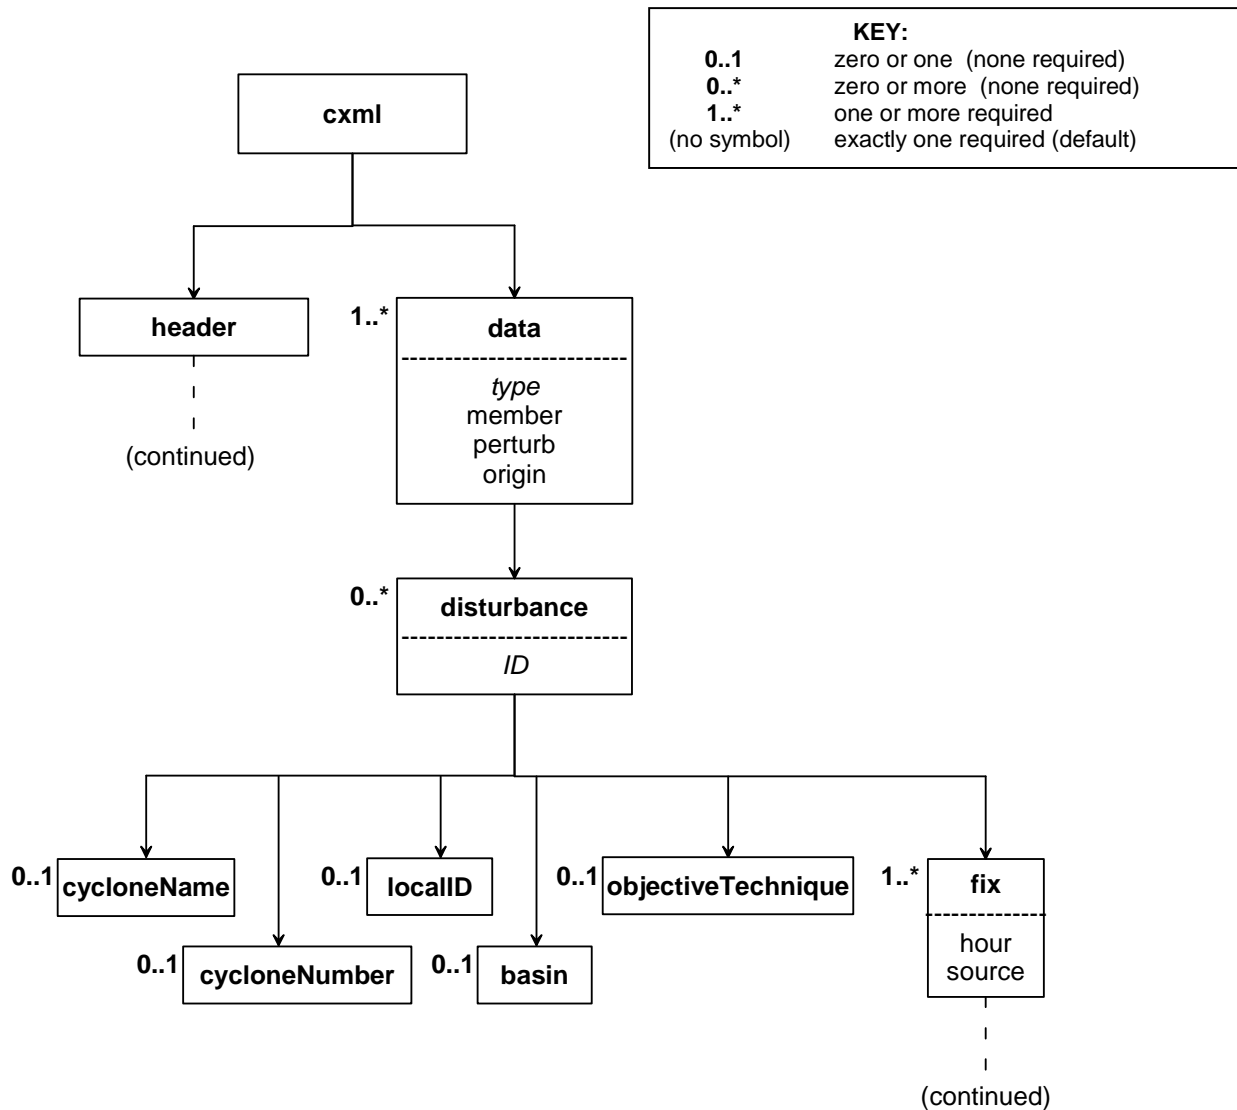 KEY:
0..1 zero or one (none required)
0..* zero or more (none required)
1..* one or more required
(no symbol) exactly one required (default)
cxml
header
1..* data
type
member
perturb
origin
(continued)
0..* disturbance
ID
0..1 cycloneName
0..1 localID
0..1 objectiveTechnique
1..* fix
hour
source
0..1 cycloneNumber
0..1 basin
(continued)